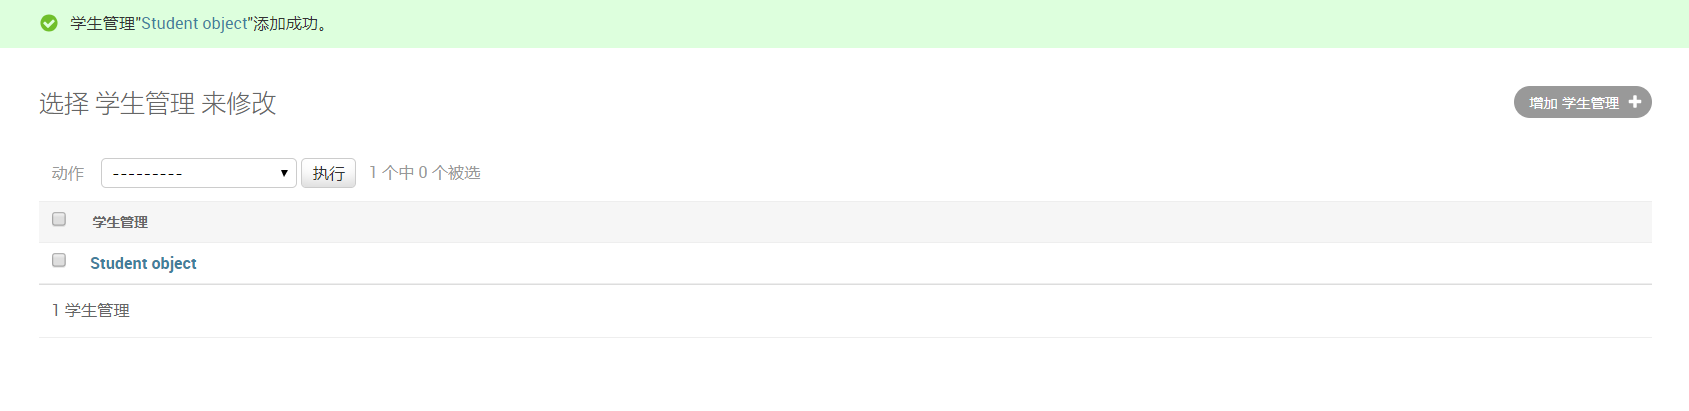 学生管理"Student object"添加成功。
选择 学生管理 来修改
增加 学生管理
动作 --------- 执行 1 个中 0 个被选
学生管理
Student object
1 学生管理